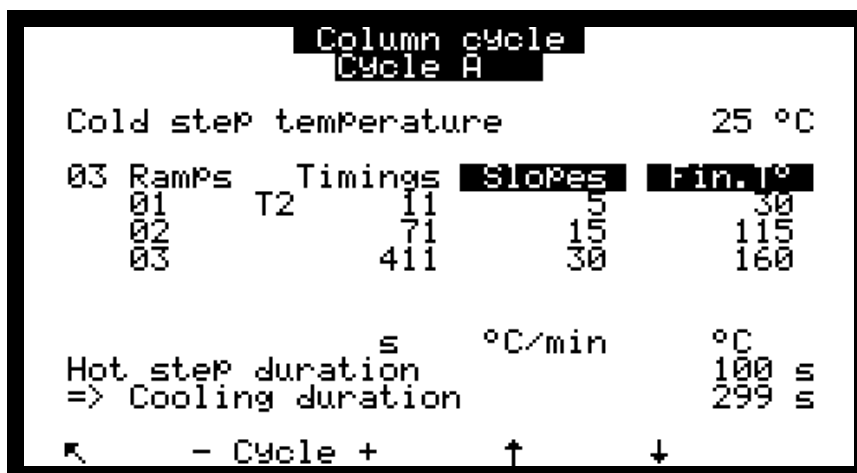 Column cycle
Cycle A
Cold step temperature 25 °C
03 Ramps Timings Slopes Fin.T°
01 T2 11 5 30
02 71 15 115
03 411 30 160
s °C/min °C
Hot step duration 100 s
=> Cooling duration 299 s
↖ - Cycle + ↑ ↓